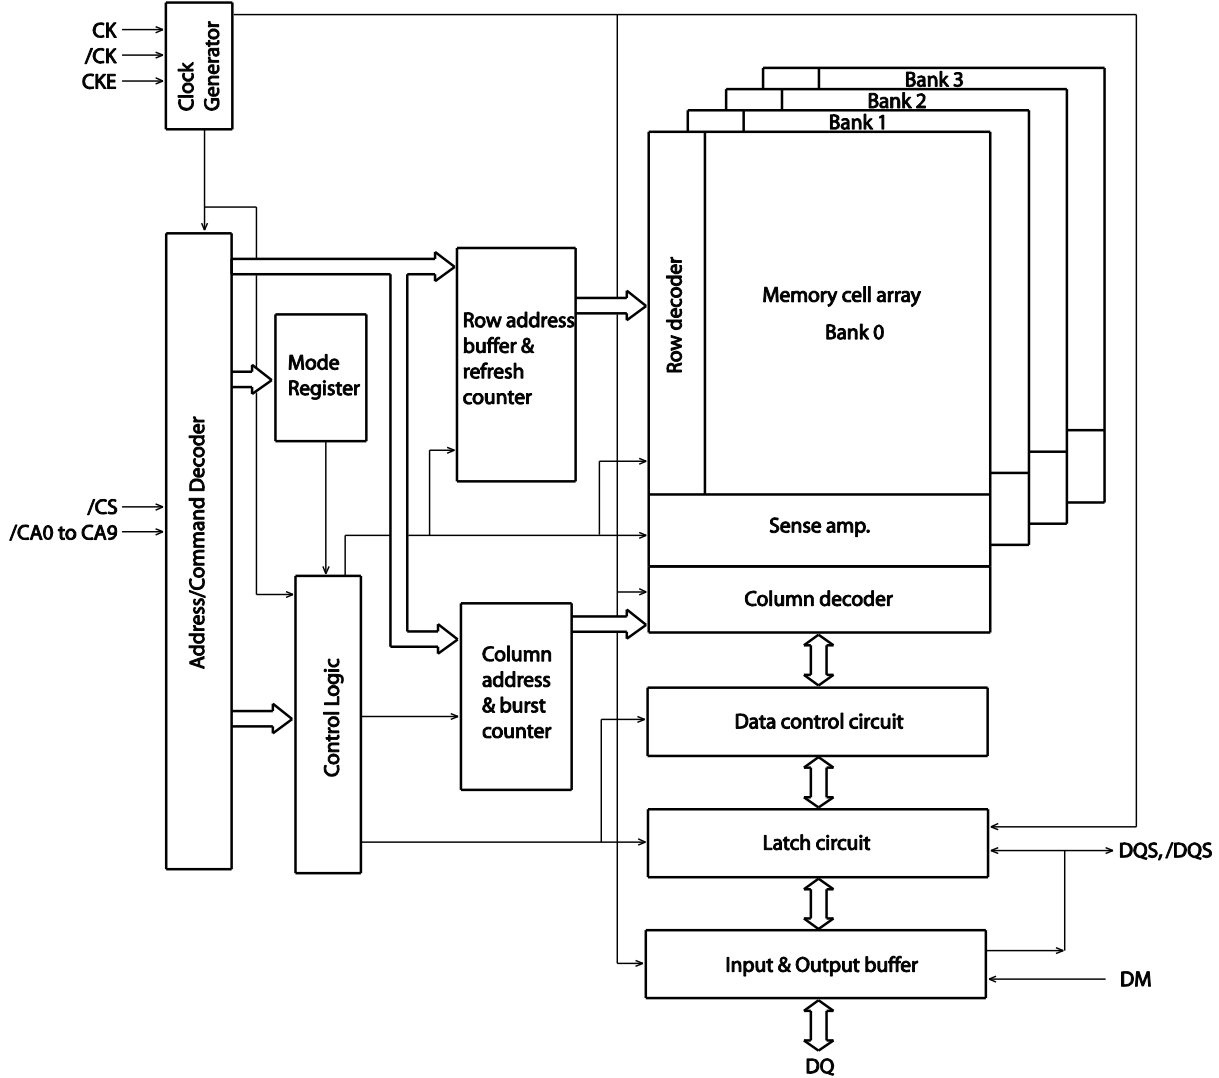 CK
/CK
CKE
Clock
Generator
Bank 3
Bank 2
Bank 1
Row decoder
Memory cell array
Bank 0
Row address
buffer &
refresh
counter
Mode
Register
Address/Command Decoder
/CS
/CA0 to CA9
Sense amp.
Column decoder
Control Logic
Column
address
& burst
counter
Data control circuit
Latch circuit
DQS, /DQS
Input & Output buffer
DM
DQ